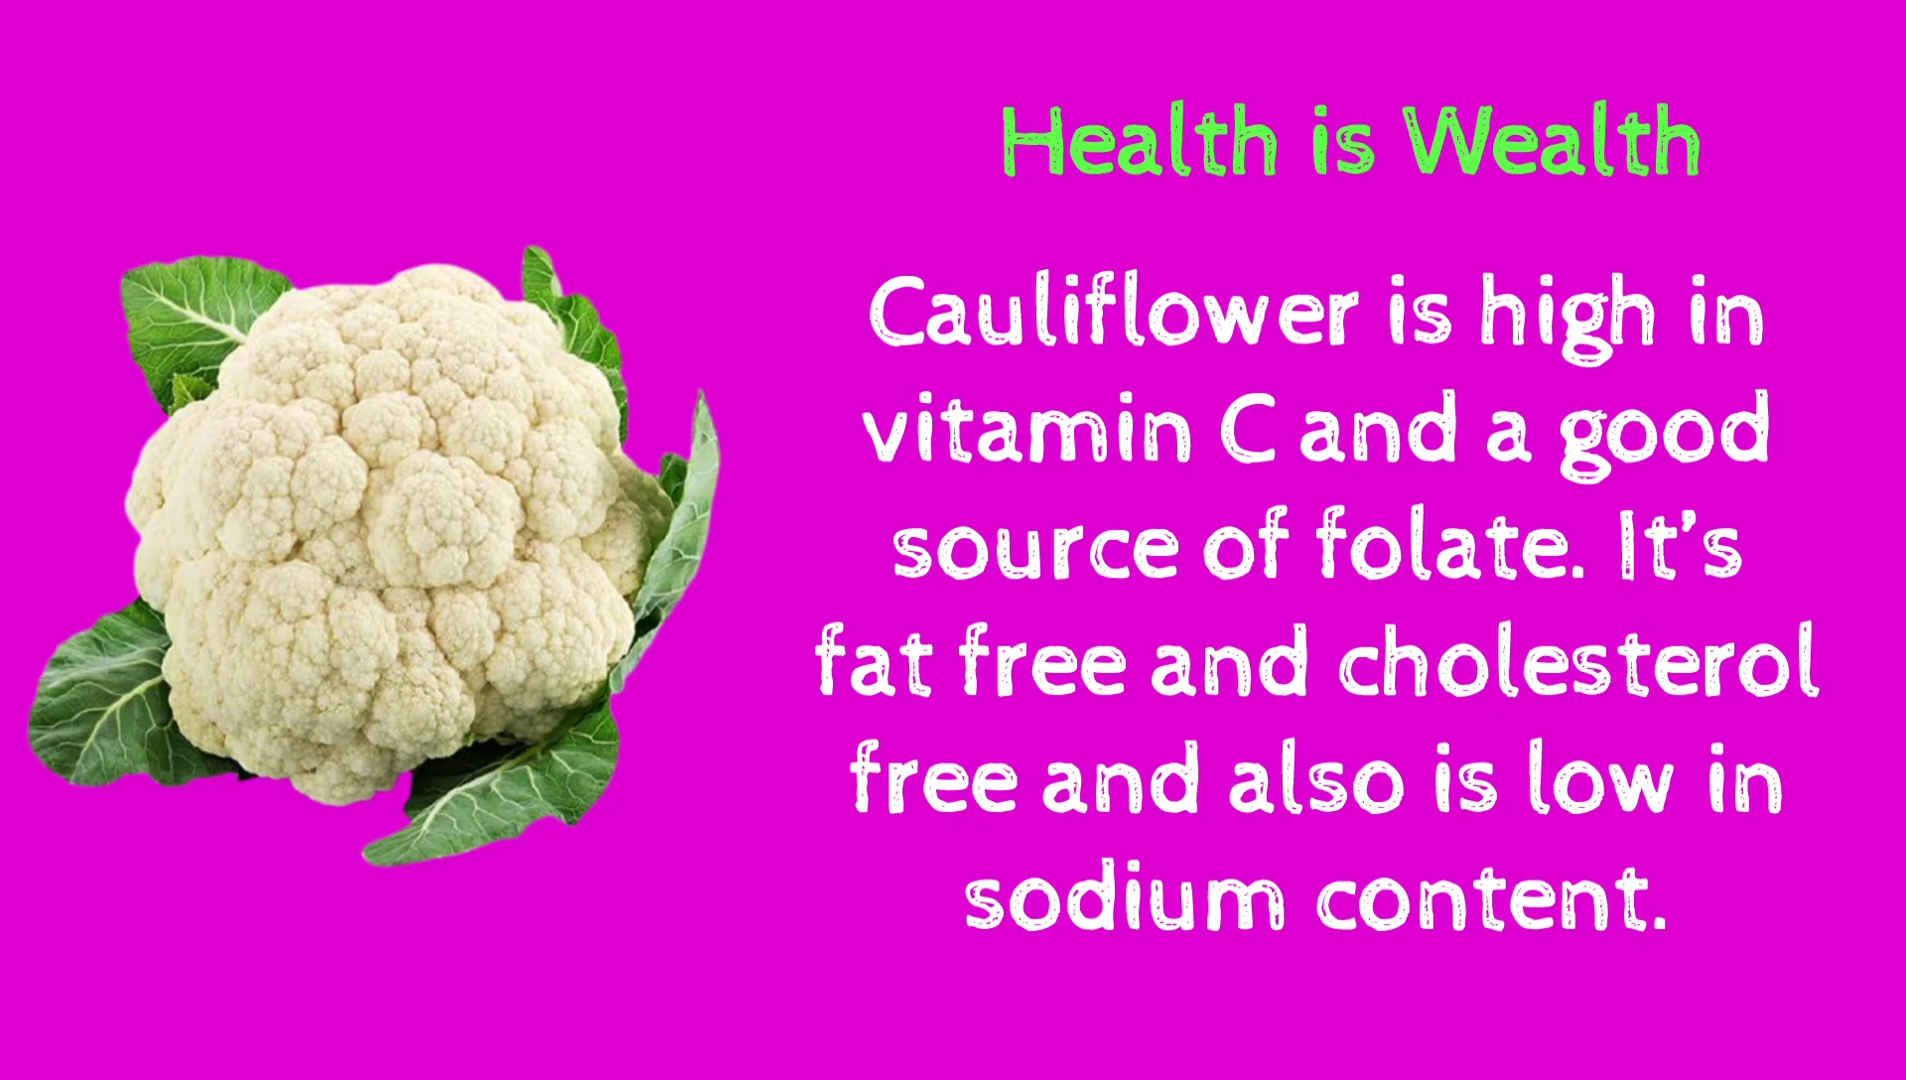 Health is Wealth
Cauliflower is high in
vitamin C and a good
source of folate. It's
fat free and cholesterol
free and also is low in
sodium content.